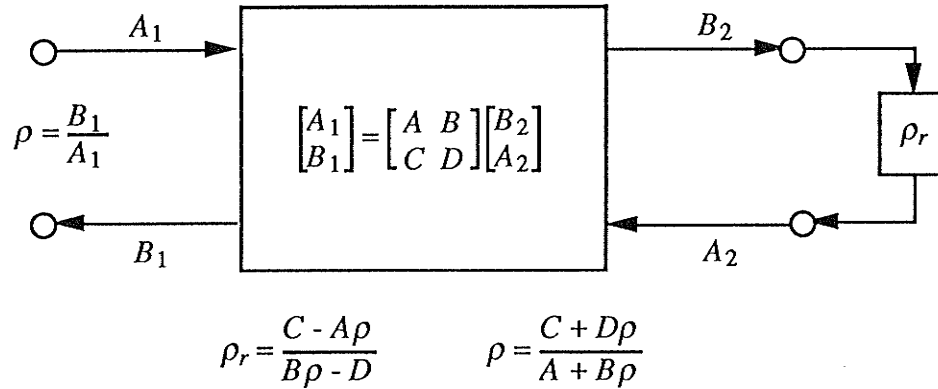 A₁
B₂
ρ = B₁/A₁
[A₁ B₁] = [A B C D] [B₂ A₂]
ρᵣ
B₁
A₂
ρᵣ = (C - Aρ)/(Bρ - D)
ρ = (C + Dρ)/(A + Bρ)